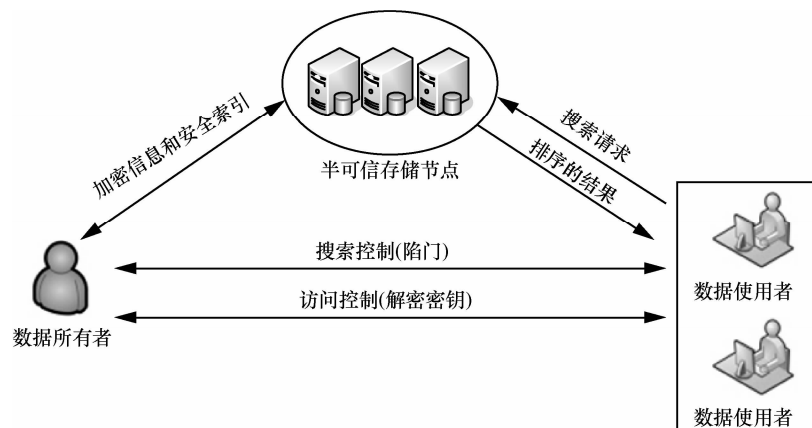 加密信息和安全索引
半可信存储节点
搜索请求
排序的结果
搜索控制(陷门)
访问控制(解密密钥)
数据所有者
数据使用者
数据使用者